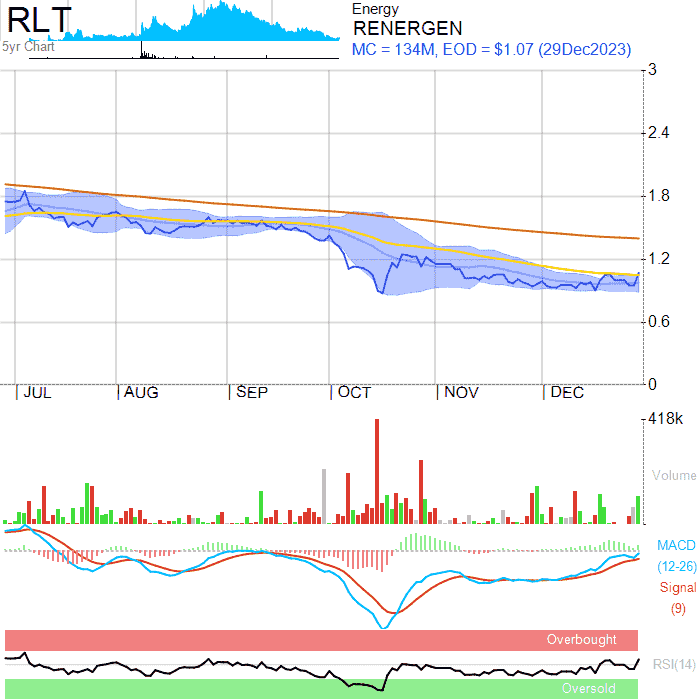 RLT
5yr Chart
Energy
RENERGEN
MC = 134M, EOD = $1.07 (29Dec2023)
3
2.4
1.8
1.2
0.6
0
JUL AUG SEP OCT NOV DEC
418k
Volume
MACD
(12-26)
Signal
(9)
Overbought
RSI(14)
Oversold